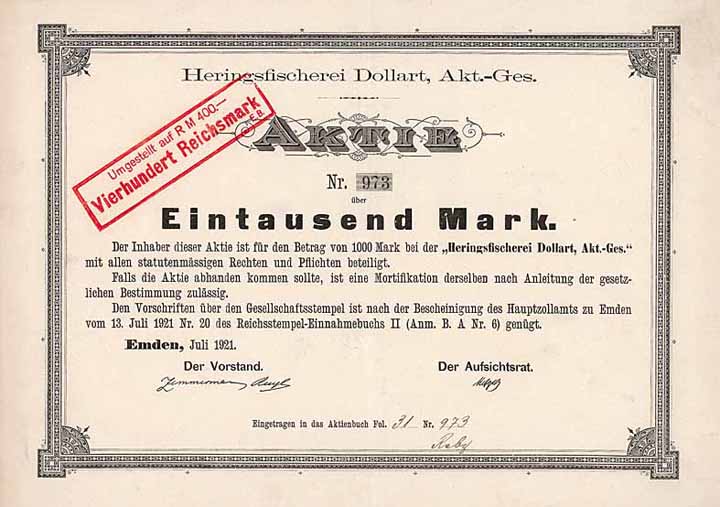 Heringsfischerei Dollart, Akt.-Ges.
Umgestellt auf R M 400.—
Vierhundert Reichsmark
AKTIE
Nr. 973
über
Eintausend Mark.
Der Inhaber dieser Aktie ist für den Betrag von 1000 Mark bei der „Heringsfischerei Dollart, Akt.-Ges.“
mit allen statutenmässigen Rechten und Pflichten beteiligt.
Falls die Aktie abhanden kommen sollte, ist eine Mortifikation derselben nach Anleitung der gesetz-
lichen Bestimmung zulässig.
Den Vorschriften über den Gesellschaftsstempel ist nach der Bescheinigung des Hauptzollamts zu Emden
vom 13. Juli 1921 Nr. 20 des Reichsstempel-Einnahmebuchs II (Anm. B. A Nr. 6) genügt.
Emden, Juli 1921.
Der Vorstand.
Der Aufsichtsrat.
Zimmerman
Eingetragen in das Aktienbuch Fol. 31 Nr. 973